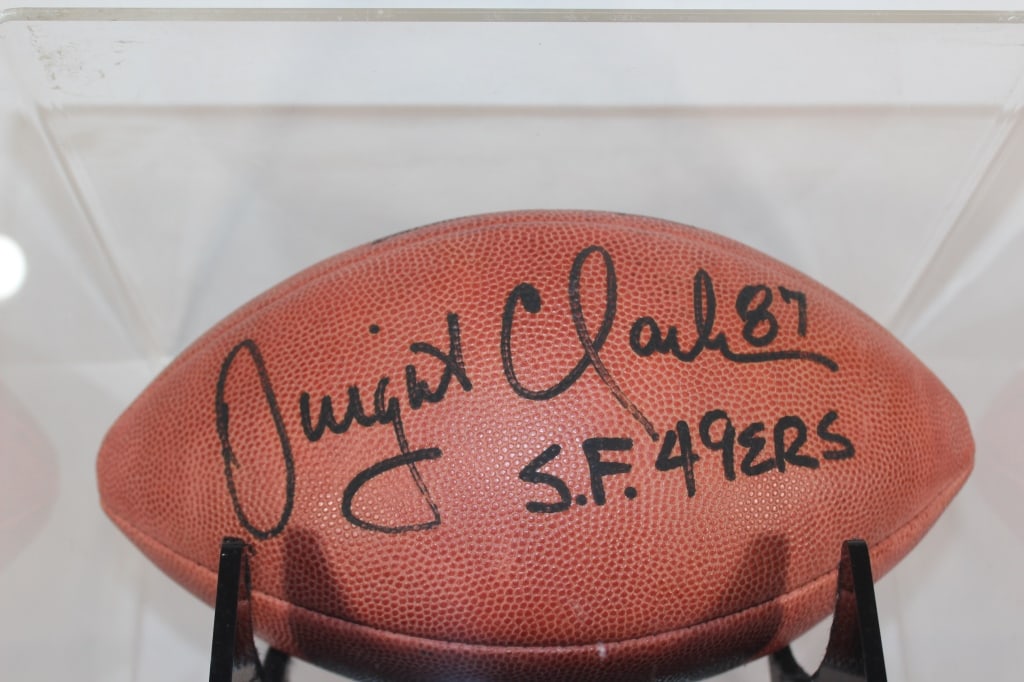 Dwight Clark 87
S.F. 49ERS